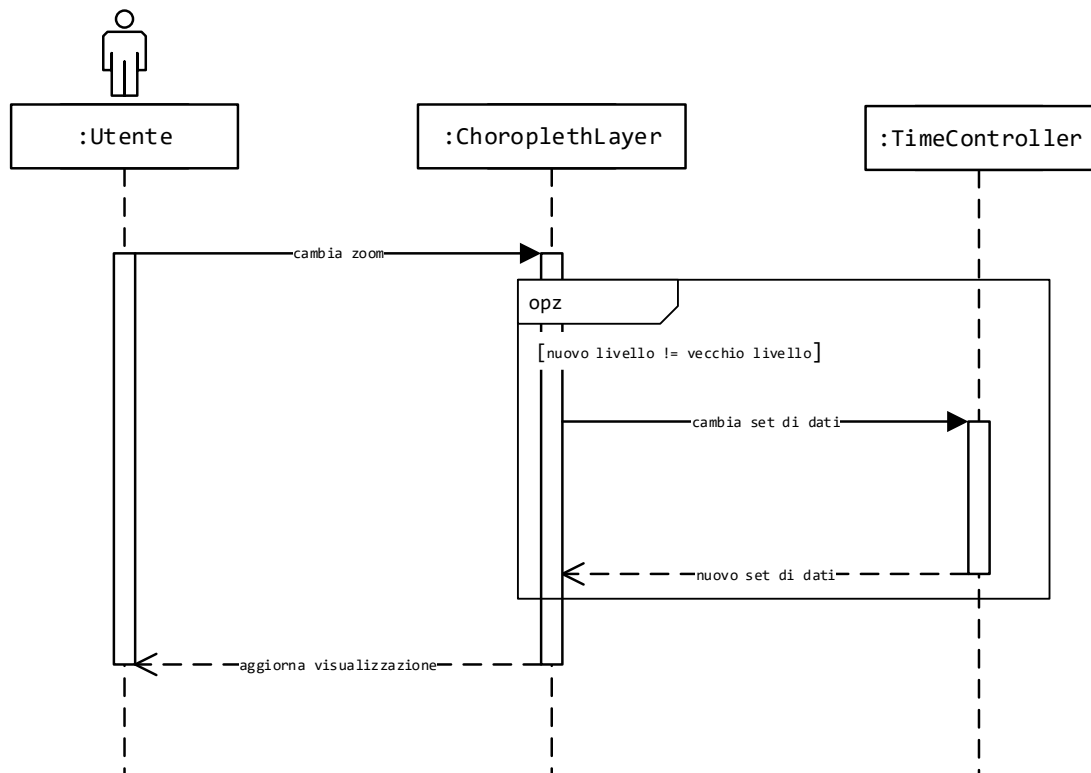 :Utente
:ChoroplethLayer
:TimeController
cambia zoom
opz
[nuovo livello != vecchio livello]
cambia set di dati
nuovo set di dati
aggiorna visualizzazione